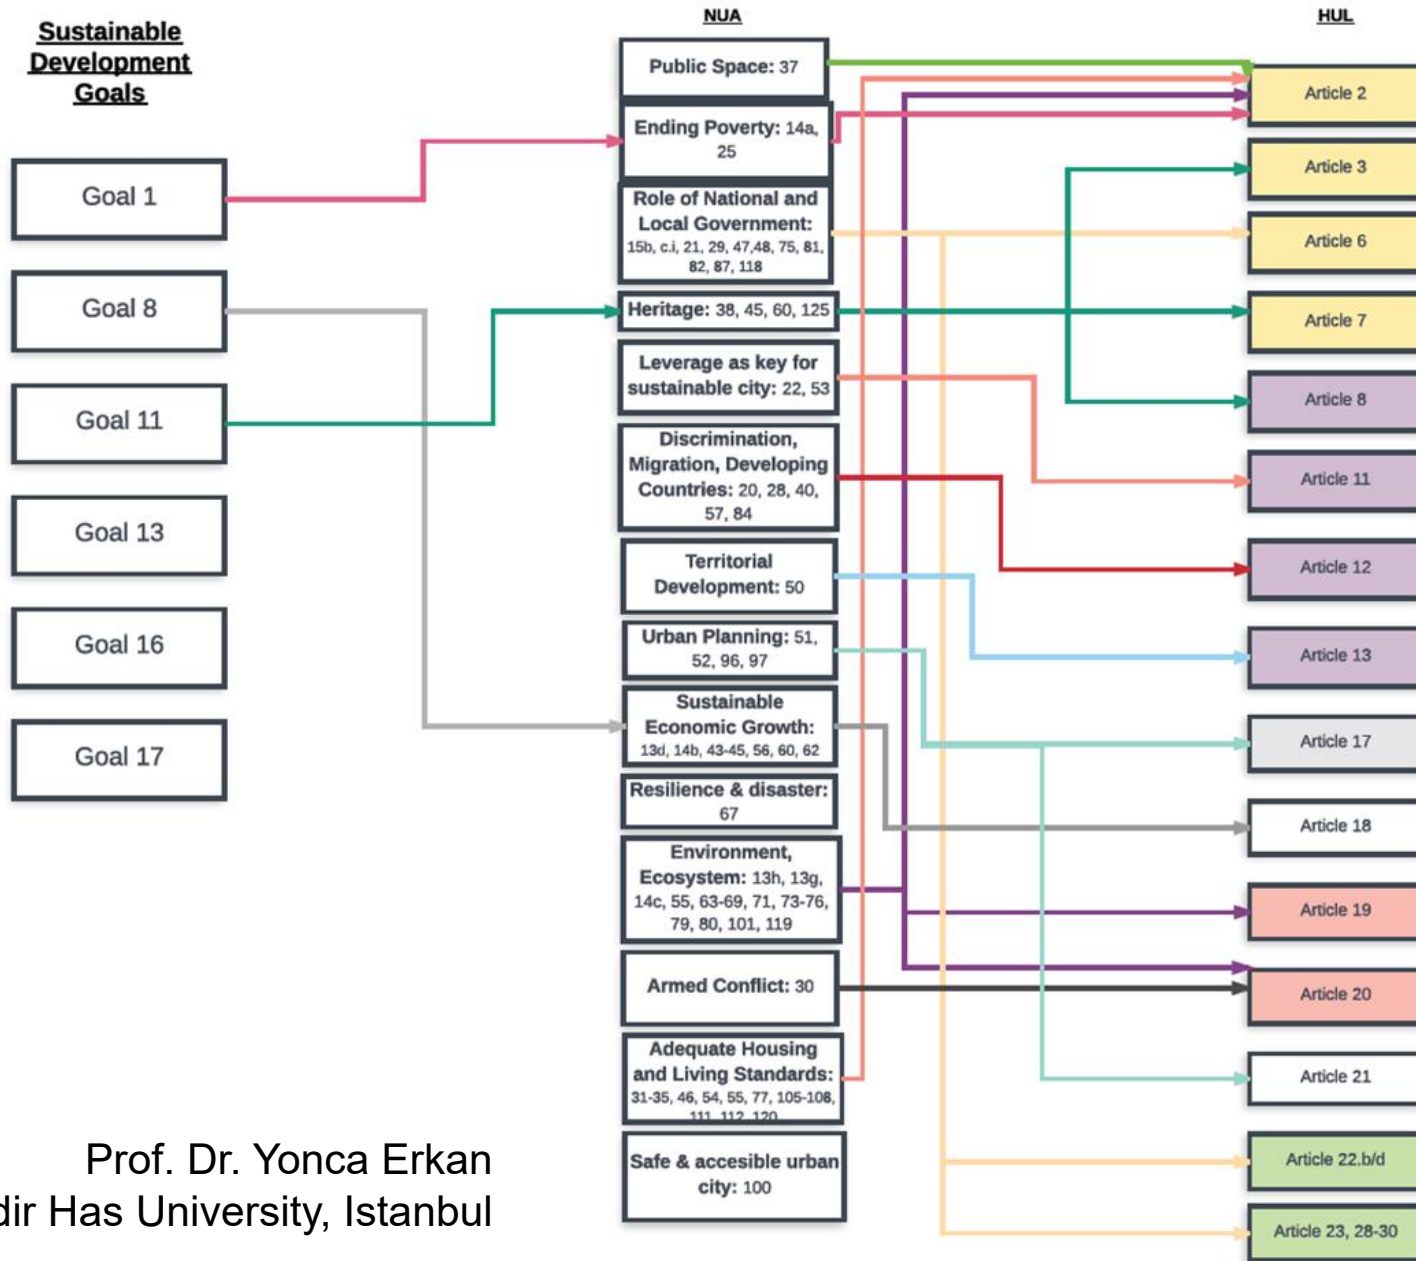 Sustainable
Development
Goals
Goal 1
Goal 8
Goal 11
Goal 13
Goal 16
Goal 17
NUA
Public Space: 37
Ending Poverty: 14a,
25
Role of National and
Local Government:
15b, c.i, 21, 29, 47,48, 75, 81,
82, 87, 118
Heritage: 38, 45, 60, 125
Leverage as key for
sustainable city: 22, 53
Discrimination,
Migration, Developing
Countries: 20, 28, 40,
57, 84
Territorial
Development: 50
Urban Planning: 51,
52, 96, 97
Sustainable
Economic Growth:
13d, 14b, 43-45, 56, 60, 62
Resilience & disaster:
67
Environment,
Ecosystem: 13h, 13g,
14c, 55, 63-69, 71, 73-76,
79, 80, 101, 119
Armed Conflict: 30
Adequate Housing
and Living Standards:
31-35, 46, 54, 55, 77, 105-108,
111, 112, 120
Safe & accesible urban
city: 100
HUL
Article 2
Article 3
Article 6
Article 7
Article 8
Article 11
Article 12
Article 13
Article 17
Article 18
Article 19
Article 20
Article 21
Article 22.b/d
Article 23, 28-30
Prof. Dr. Yonca Erkan
dir Has University, Istanbul